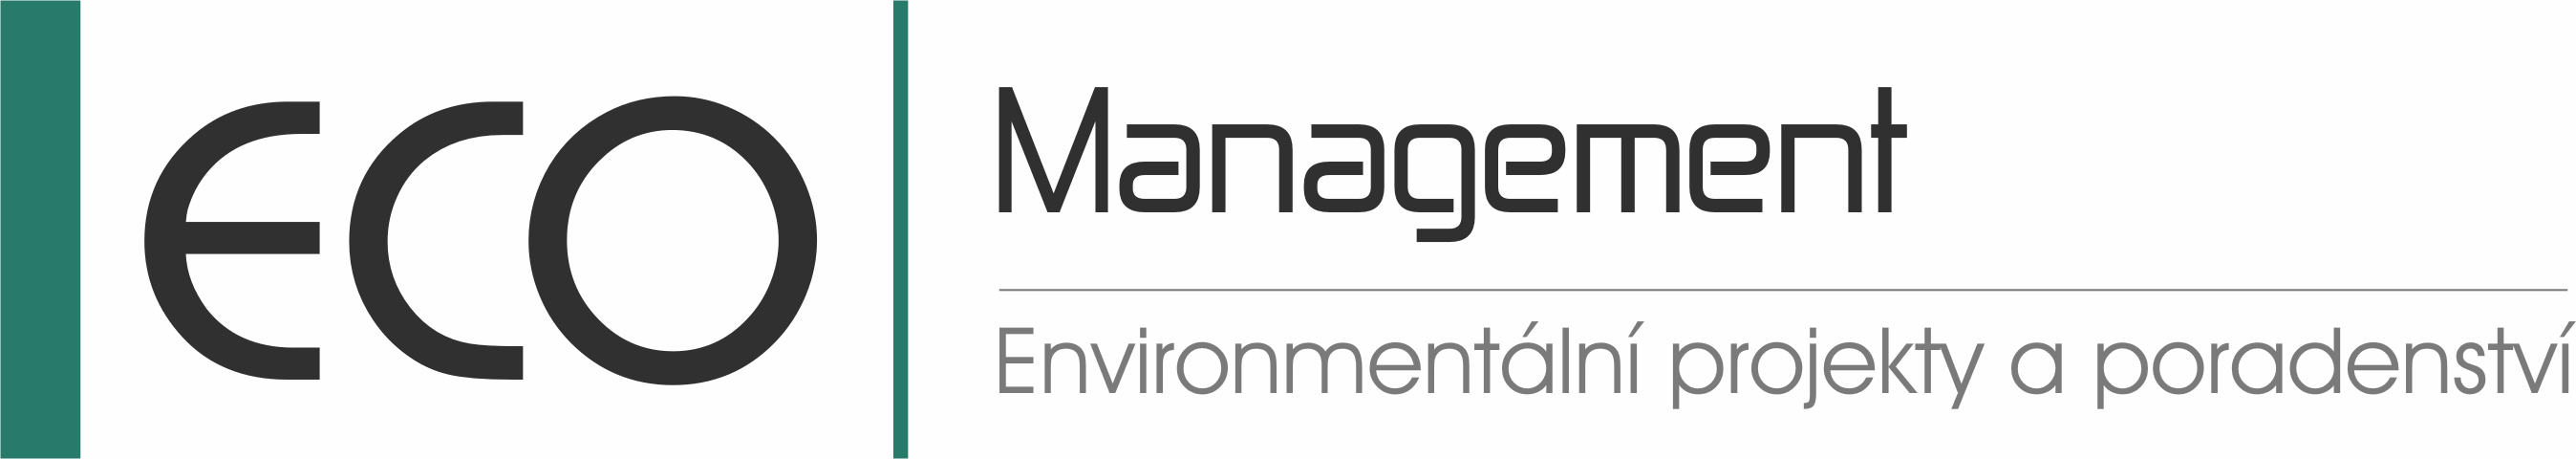 ECO
Management
Environmentální projekty a poradenství